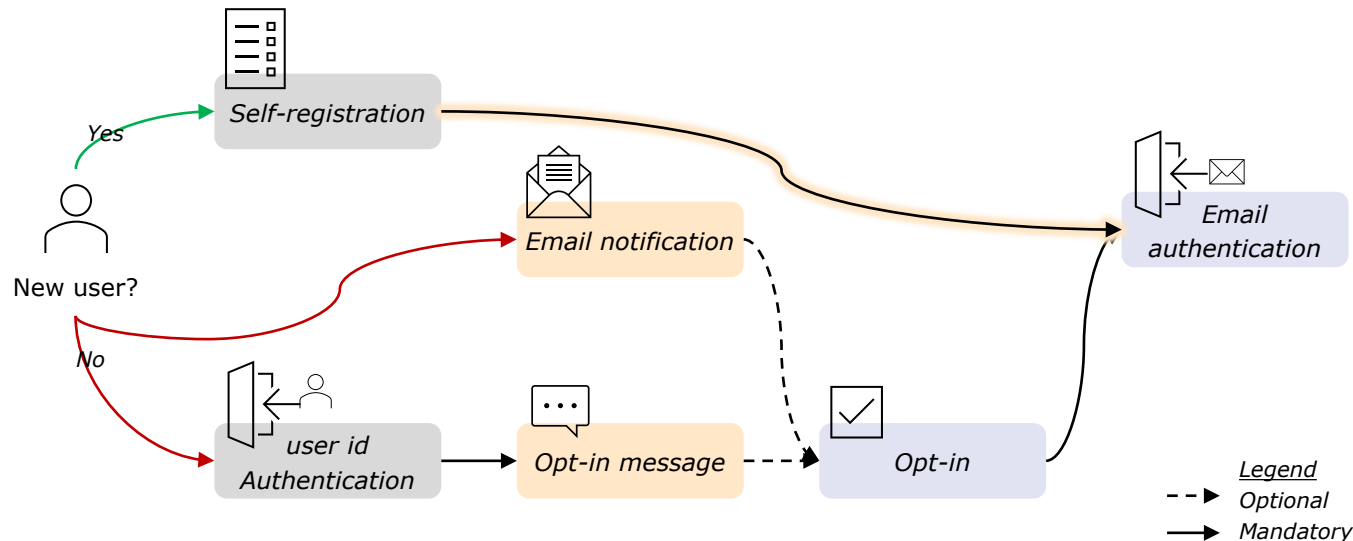 Self-registration
Yes
Email notification
Email
authentication
New user?
No
user id
Authentication
Opt-in message
Opt-in
Legend
Optional
Mandatory